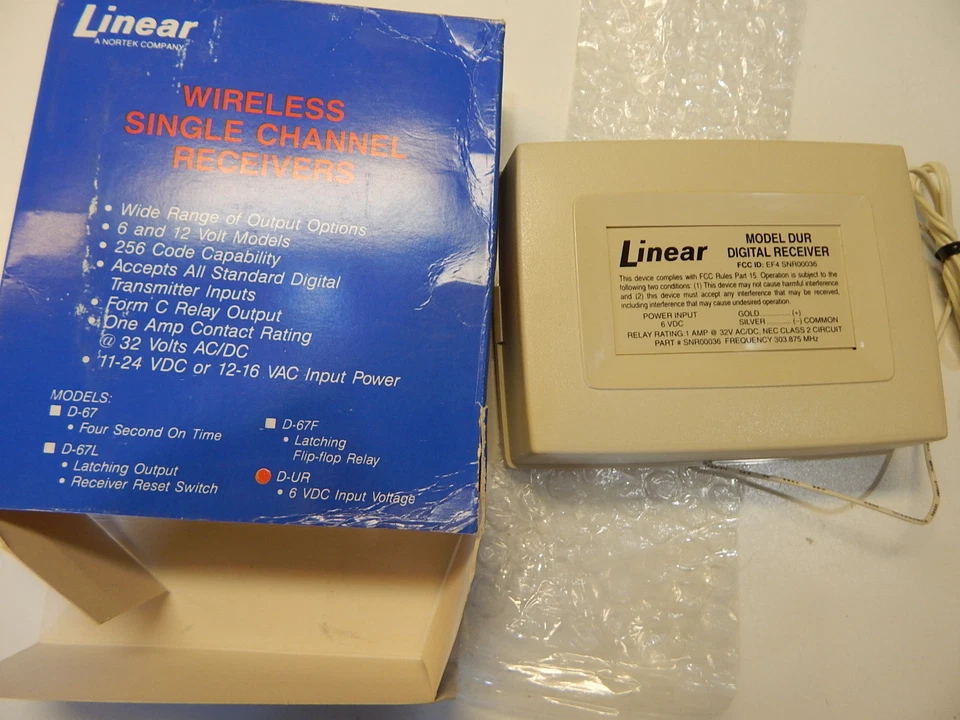 Linear
A NORTEK COMPANY
WIRELESS
SINGLE CHANNEL
RECEIVERS
• Wide Range of Output Options
• 6 and 12 Volt Models
• 256 Code Capability
• Accepts All Standard Digital
Transmitter Inputs
• Form C Relay Output
• One Amp Contact Rating
@ 32 Volts AC/DC
• 11-24 VDC or 12-16 VAC Input Power
MODELS:
D-67
• Four Second On Time
D-67L
• Latching Output
• Receiver Reset Switch
D-67F
• Latching
Flip-flop Relay
D-UR
• 6 VDC Input Voltage
Linear
MODEL DUR
DIGITAL RECEIVER
FCC ID: EF4 SNR00036
This device complies with FCC Rules Part 15. Operation is subject to the
following two conditions: (1) This device may not cause harmful interference
and (2) this device must accept any interference that may be received,
including interference that may cause undesired operation.
POWER INPUT GOLD.......... (+)
6 VDC SILVER.......... (–) COMMON
RELAY RATING:1 AMP @ 32V AC/DC, NEC CLASS 2 CIRCUIT
PART # SNR00036 FREQUENCY 303.875 MHz